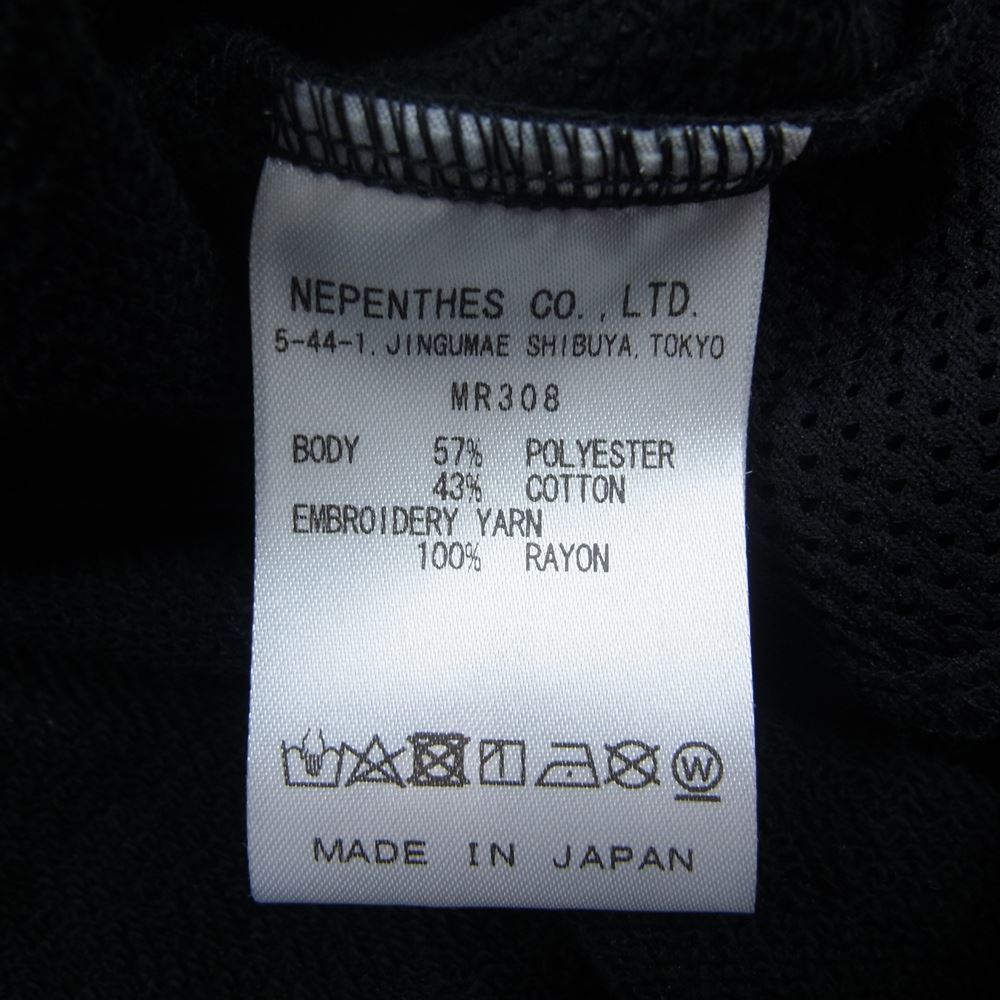 NEPENTHES CO.,LTD.
5-44-1, JINGUMAE SHIBUYA, TOKYO
MR308
BODY 57% POLYESTER
43% COTTON
EMBROIDERY YARN
100% RAYON
W
MADE IN JAPAN